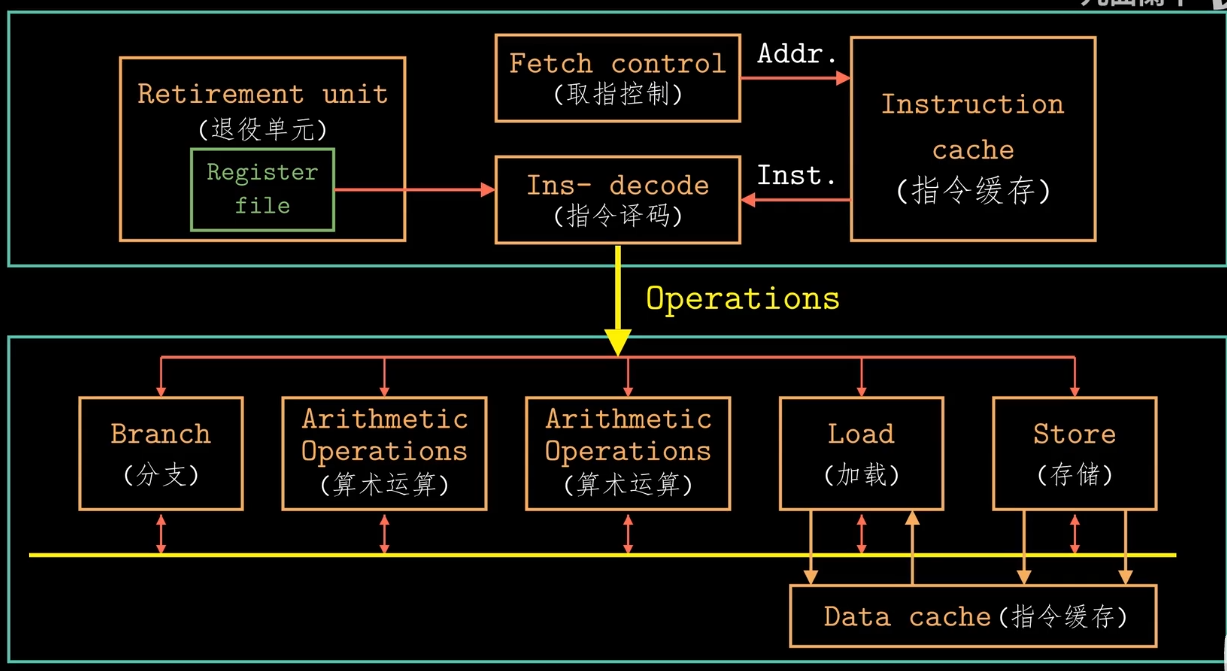 Retirement unit
(退役单元)
Register
file
Fetch control
(取指控制)
Addr.
Ins- decode
(指令译码)
Inst.
Instruction
cache
(指令缓存)
Operations
Branch
(分支)
Arithmetic
Operations
(算术运算)
Arithmetic
Operations
(算术运算)
Load
(加载)
Store
(存储)
Data cache(指令缓存)